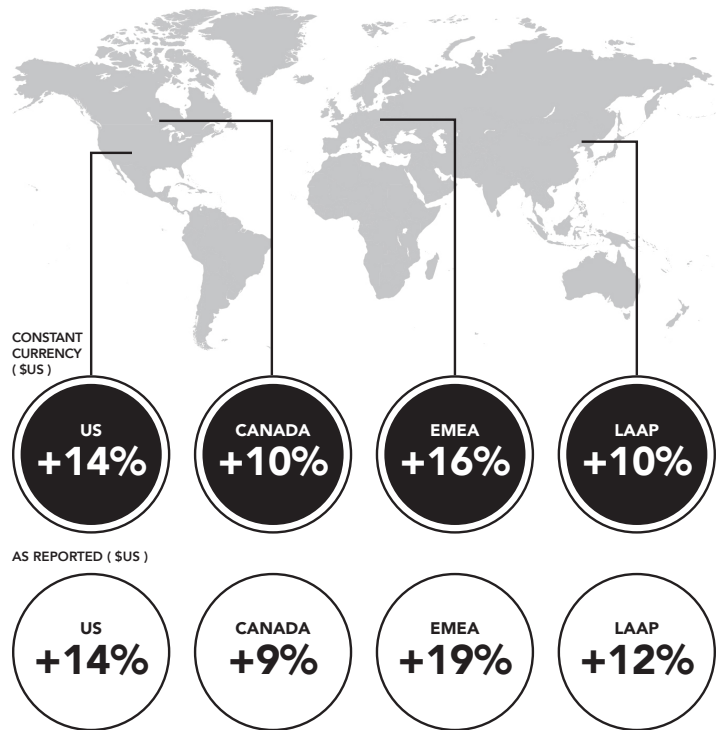 CONSTANT
CURRENCY
( $US )
US
+14%
CANADA
+10%
EMEA
+16%
LAAP
+10%
AS REPORTED ( $US )
US
+14%
CANADA
+9%
EMEA
+19%
LAAP
+12%